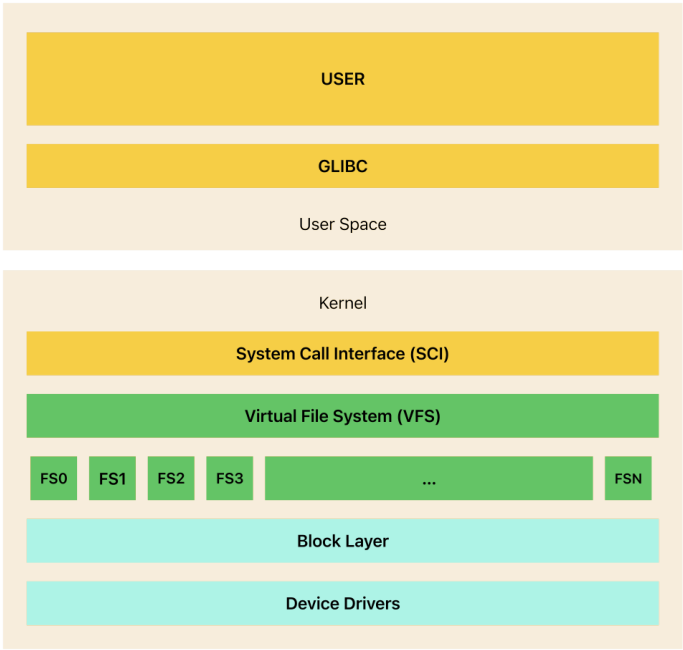 USER
GLIBC
User Space
Kernel
System Call Interface (SCI)
Virtual File System (VFS)
FS0 FS1 FS2 FS3 ... FSN
Block Layer
Device Drivers